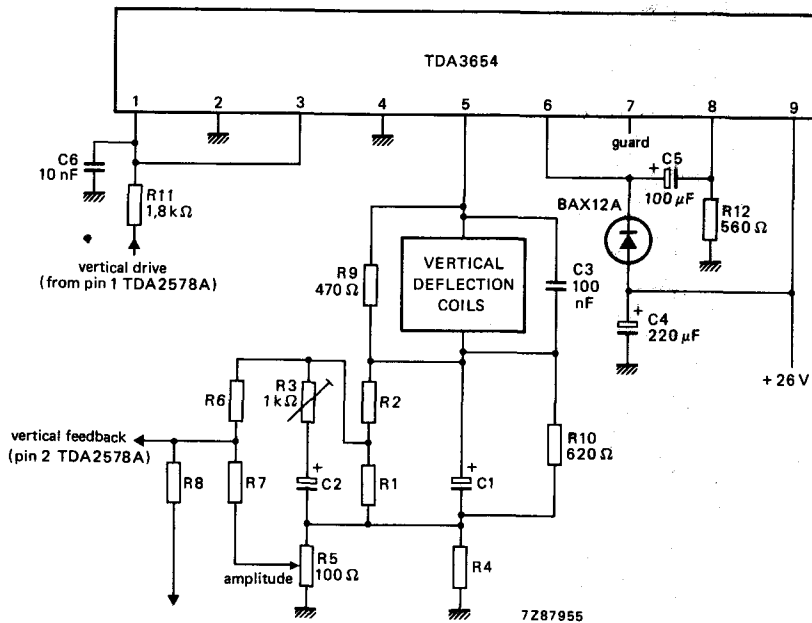 TDA3654
1 2 3 4 5 6 7 8 9
guard
C6
10 nF
R11
1,8 kΩ
vertical drive
(from pin 1 TDA2578A)
+ C5
100 μF
BAX12A
R12
560 Ω
R9
470 Ω
VERTICAL
DEFLECTION
COILS
C3
100
nF
+
C4
220 μF
+ 26 V
R6
R3
1 kΩ
R2
R10
620 Ω
vertical feedback
(pin 2 TDA2578A)
R8
R7
+
C2
R1
+
C1
amplitude
R5
100 Ω
R4
7Z87955